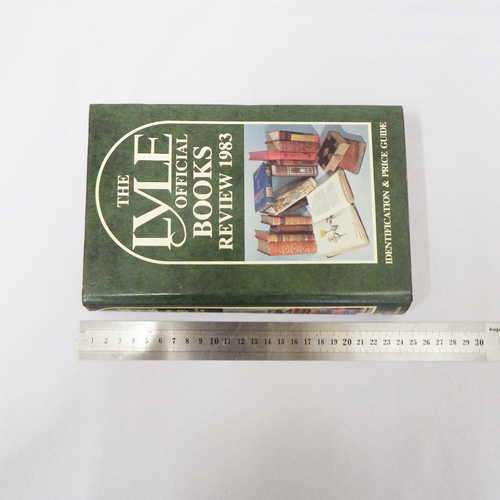 THE
LYLE
OFFICIAL
BOOKS
REVIEW 1983
IDENTIFICATION & PRICE GUIDE
1 2 3 4 5 6 7 8 9 10 11 12 13 14 15 16 17 18 19 20 21 22 23 24 25 26 27 28 29 30